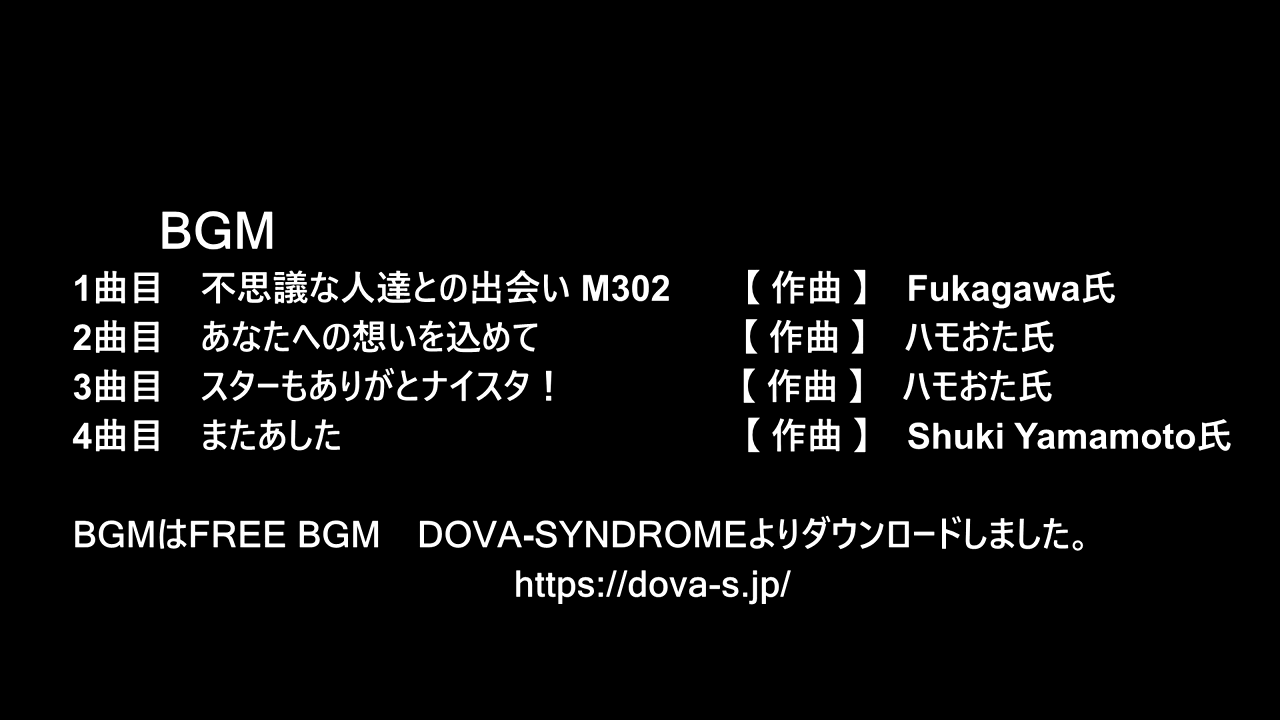 BGM
1曲目　不思議な人達との出会い M302　【 作曲 】　Fukagawa氏
2曲目　あなたへの想いを込めて　【 作曲 】　ハモおた氏
3曲目　スターもありがとナイスタ！　【 作曲 】　ハモおた氏
4曲目　またあした　【 作曲 】　Shuki Yamamoto氏
BGMはFREE BGM　DOVA-SYNDROMEよりダウンロードしました。
https://dova-s.jp/